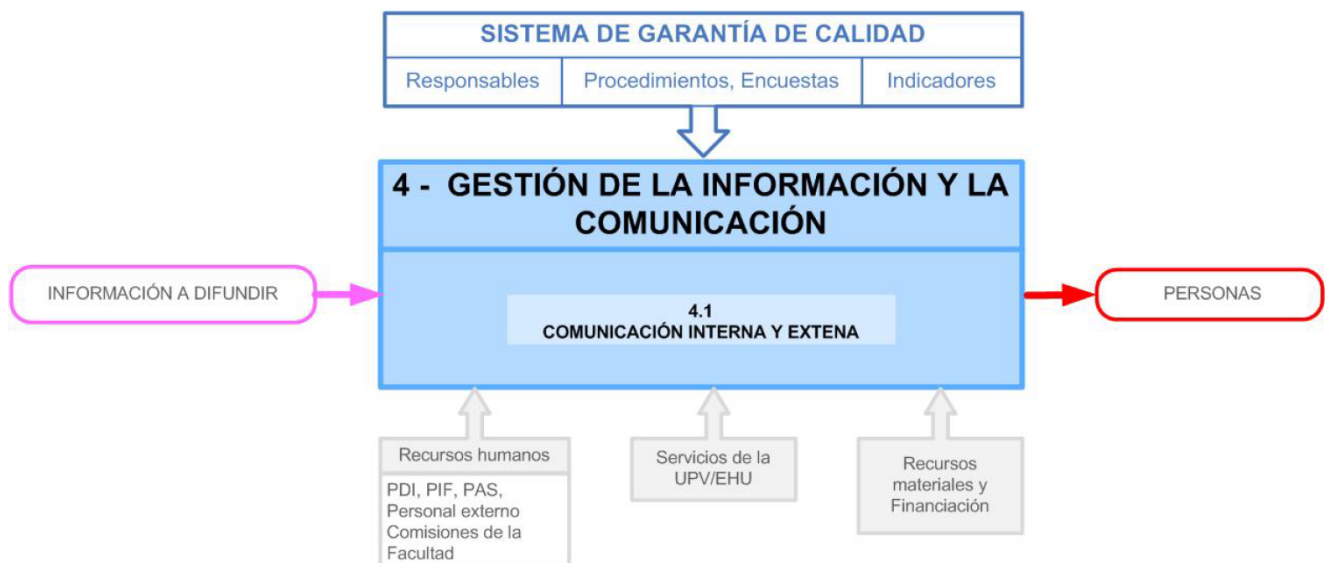 SISTEMA DE GARANTÍA DE CALIDAD
Responsables
Procedimientos, Encuestas
Indicadores
4 - GESTIÓN DE LA INFORMACIÓN Y LA
COMUNICACIÓN
INFORMACIÓN A DIFUNDIR
4.1
COMUNICACIÓN INTERNA Y EXTENA
PERSONAS
Recursos humanos
PDI, PIF, PAS,
Personal externo
Comisiones de la
Facultad
Servicios de la
UPV/EHU
Recursos
materiales y
Financiación